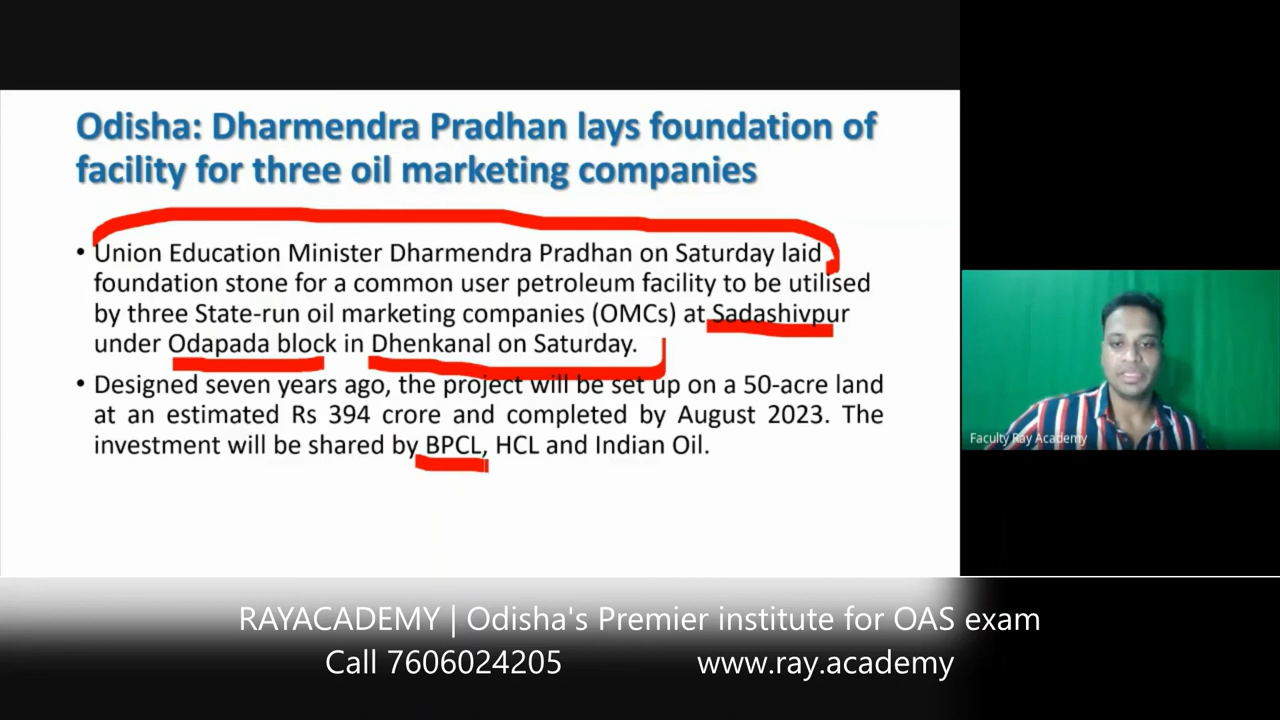 Odisha: Dharmendra Pradhan lays foundation of
facility for three oil marketing companies
• Union Education Minister Dharmendra Pradhan on Saturday laid
foundation stone for a common user petroleum facility to be utilised
by three State-run oil marketing companies (OMCs) at Sadashivpur
under Odapada block in Dhenkanal on Saturday.
• Designed seven years ago, the project will be set up on a 50-acre land
at an estimated Rs 394 crore and completed by August 2023. The
investment will be shared by BPCL, HCL and Indian Oil.
Faculty Ray Academy
RAYACADEMY | Odisha's Premier institute for OAS exam
Call 7606024205 www.ray.academy